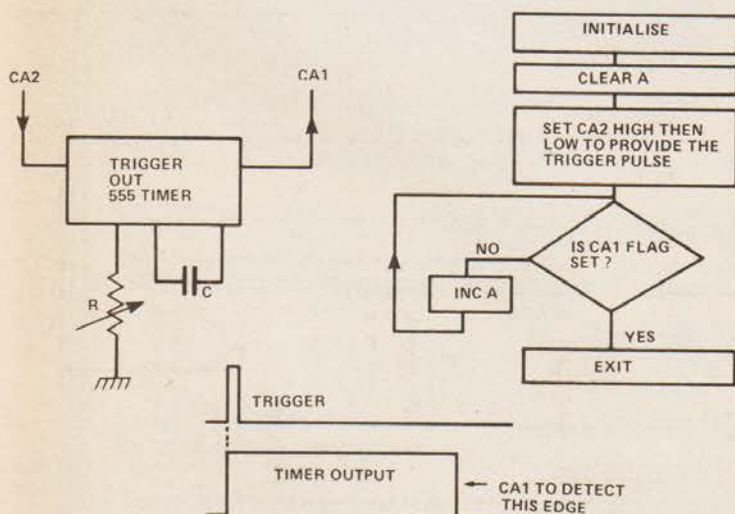 CA2
CA1
TRIGGER
OUT
555 TIMER
R
C
INITIALISE
CLEAR A
SET CA2 HIGH THEN
LOW TO PROVIDE THE
TRIGGER PULSE
IS CA1 FLAG
SET ?
NO
INC A
YES
EXIT
TRIGGER
TIMER OUTPUT
CA1 TO DETECT
THIS EDGE